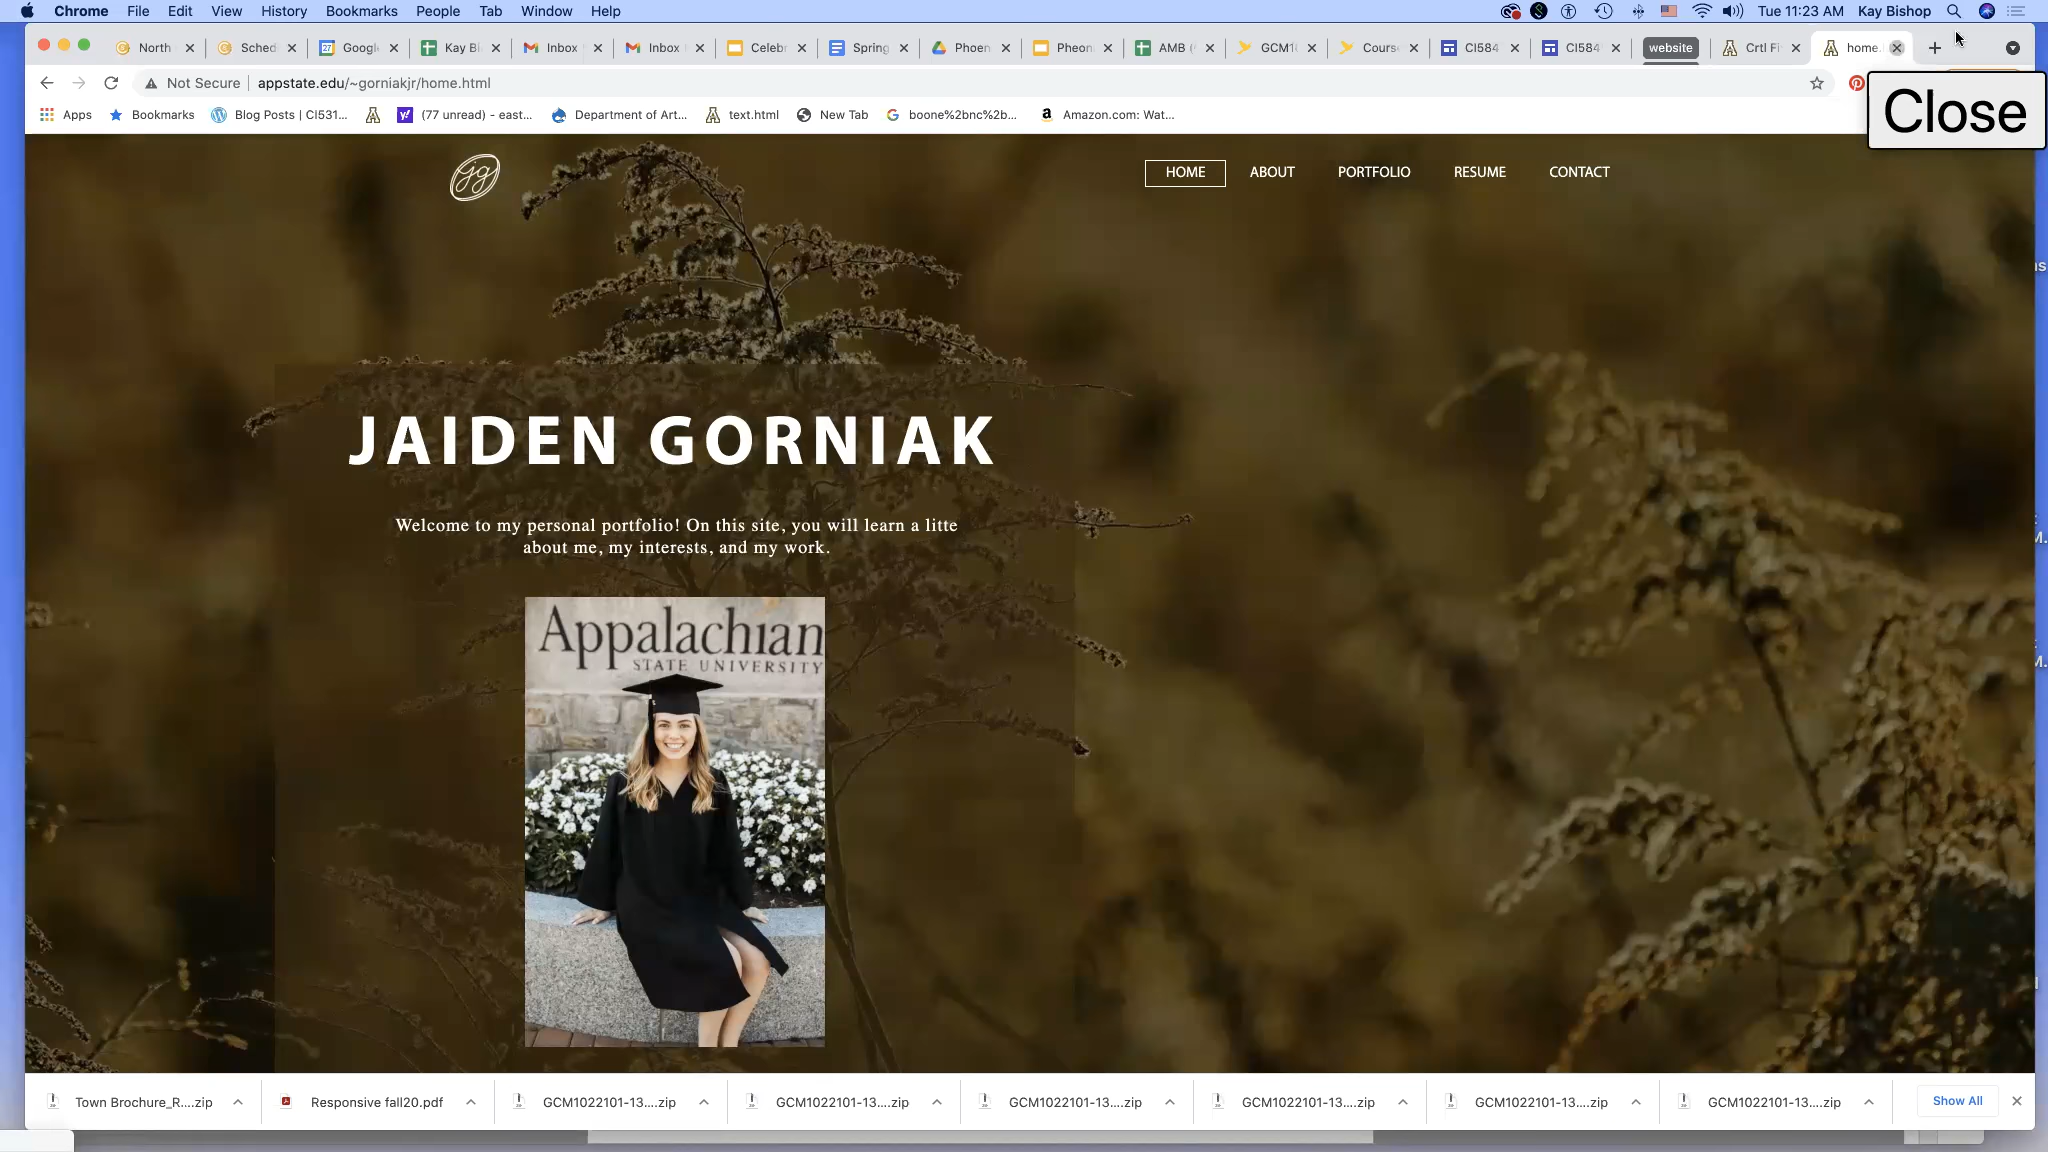 Chrome File Edit View History Bookmarks People Tab Window Help Tue 11:23 AM Kay Bishop
North Sched Googl Kay Bi Inbox Inbox Celebr Spring Phoen Pheon AMB ( GCM1 Cours CI584 CI584 website Crtl Fi home.
Not Secure appstate.edu/~gorniakjr/home.html
Close
Apps Bookmarks Blog Posts | CI531... (77 unread) - east... Department of Art... text.html New Tab boone%2bnc%2b... Amazon.com: Wat...
jg HOME ABOUT PORTFOLIO RESUME CONTACT
JAIDEN GORNIAK
Welcome to my personal portfolio! On this site, you will learn a litte
about me, my interests, and my work.
Appalachian
STATE UNIVERSITY
Town Brochure_R....zip Responsive fall20.pdf GCM1022101-13....zip GCM1022101-13....zip GCM1022101-13....zip GCM1022101-13....zip GCM1022101-13....zip GCM1022101-13....zip Show All